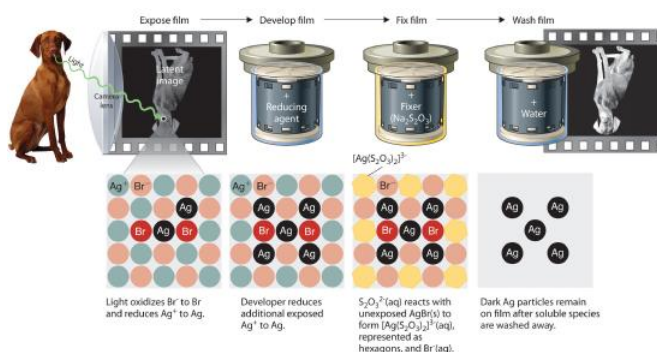 Expose film
Develop film
Fix film
Wash film
Light
Latent
image
Camera
lens
+
Reducing
agent
+
Fixer
(Na₂S₂O₃)
+
Water
[Ag(S₂O₃)₂]³⁻
Ag⁺ Br⁻
Ag
Br Ag Br
Ag⁺ Br⁻
Ag Ag
Br Ag Br
Ag Ag
Br⁻
Ag Ag
Br Ag Br
Ag Ag
Ag Ag
Ag
Ag Ag
Light oxidizes Br⁻ to Br
and reduces Ag⁺ to Ag.
Developer reduces
additional exposed
Ag⁺ to Ag.
S₂O₃²⁻(aq) reacts with
unexposed AgBr(s) to
form [Ag(S₂O₃)₂]³⁻(aq),
represented as
hexagons, and Br⁻(aq).
Dark Ag particles remain
on film after soluble
species
are washed away.